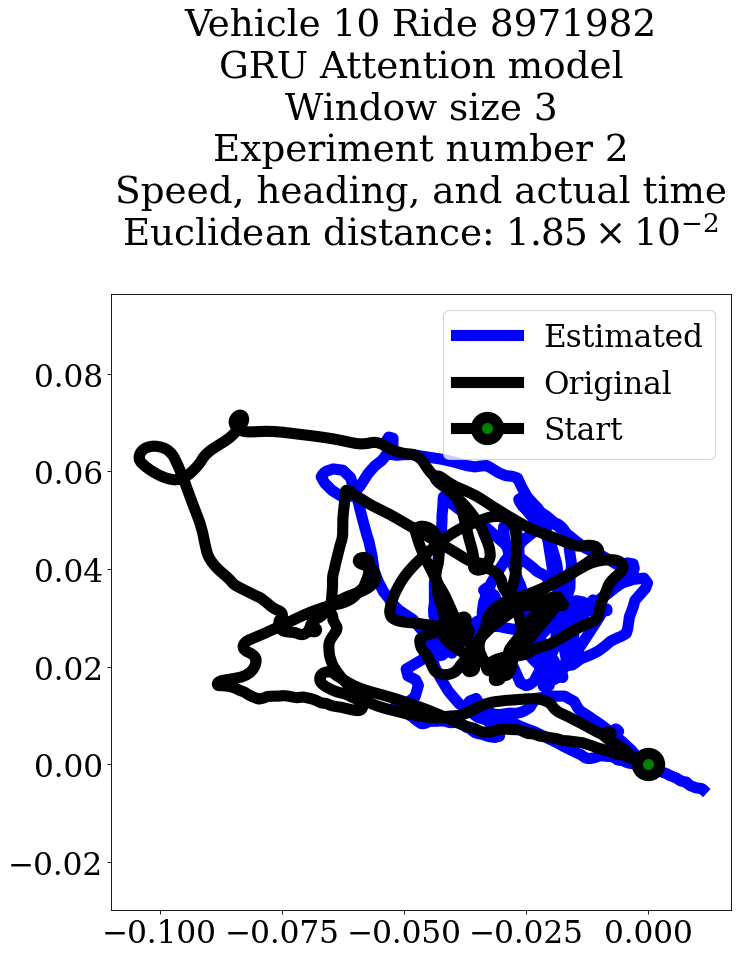 Vehicle 10 Ride 8971982
GRU Attention model
Window size 3
Experiment number 2
Speed, heading, and actual time
Euclidean distance: 1.85 × 10⁻²
Estimated
Original
Start
0.08
0.06
0.04
0.02
0.00
−0.02
−0.100 −0.075 −0.050 −0.025 0.000